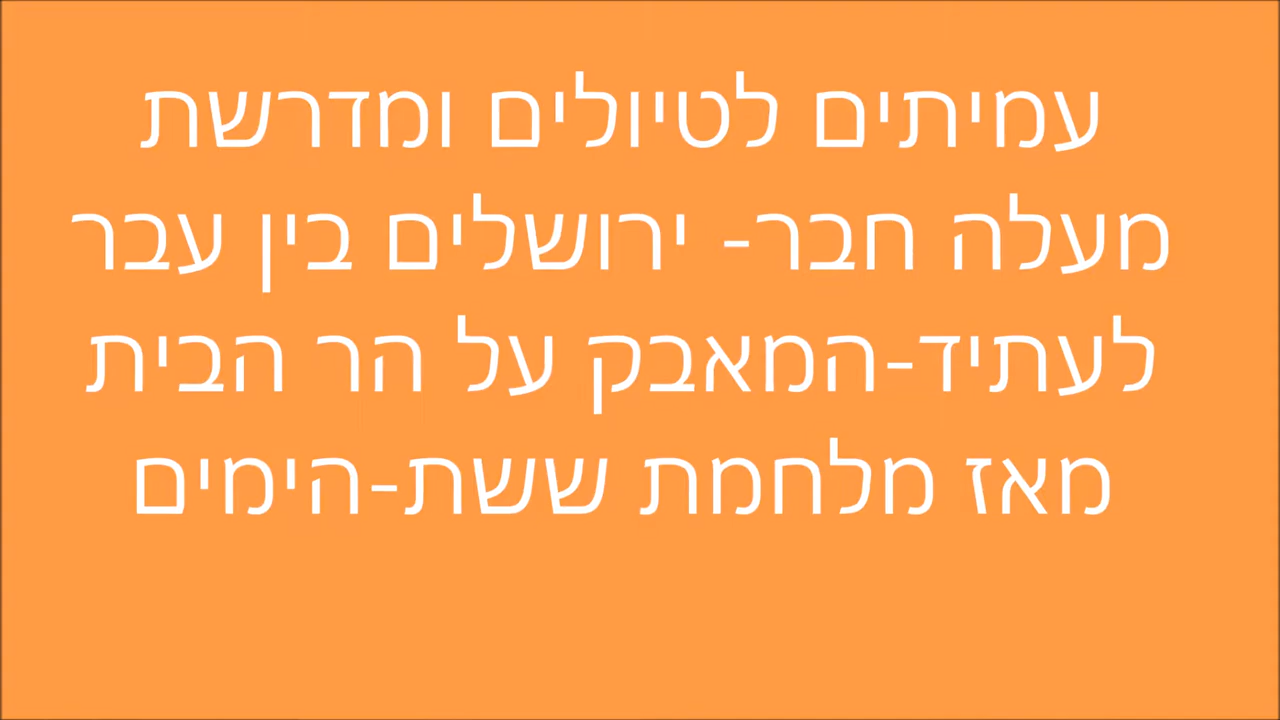 עמיתים לטיולים ומדרשת
מעלה חבר- ירושלים בין עבר
לעתיד-המאבק על הר הבית
מאז מלחמת ששת-הימים